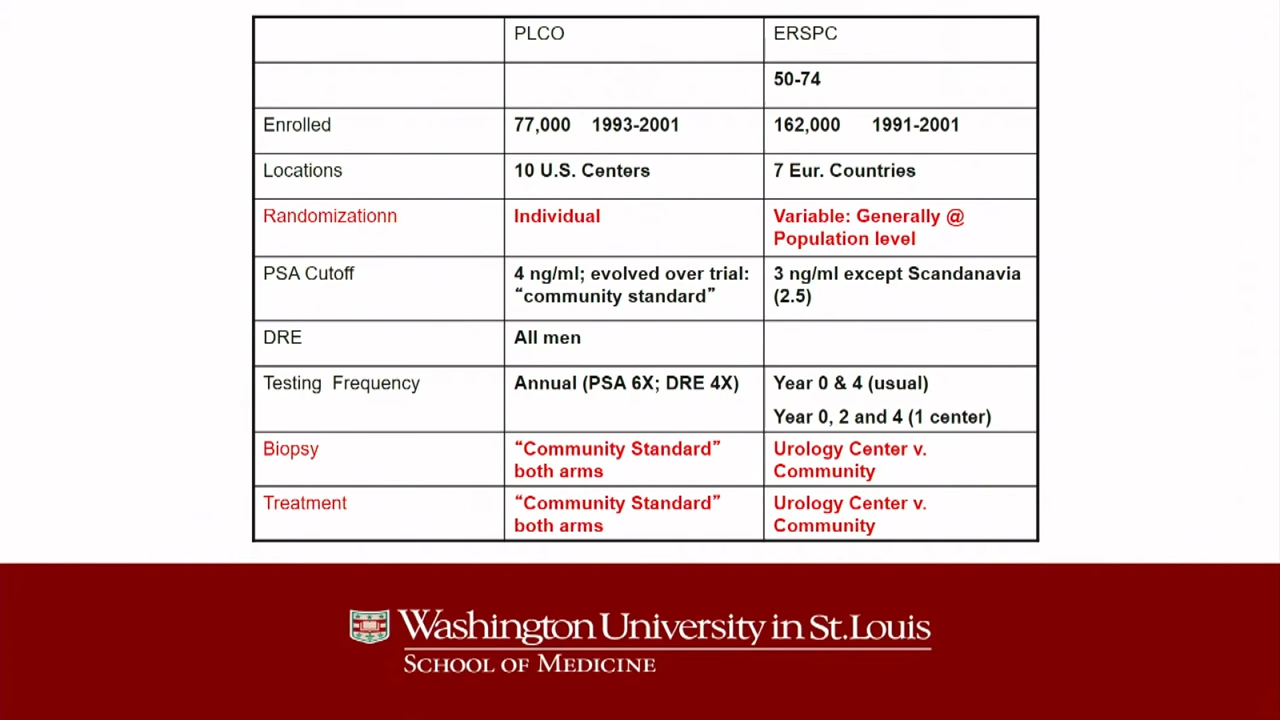 PLCO ERSPC
50-74
Enrolled 77,000 1993-2001 162,000 1991-2001
Locations 10 U.S. Centers 7 Eur. Countries
Randomizationn Individual Variable: Generally @
Population level
PSA Cutoff 4 ng/ml; evolved over trial: 3 ng/ml except Scandanavia
“community standard” (2.5)
DRE All men
Testing Frequency Annual (PSA 6X; DRE 4X) Year 0 & 4 (usual)
Year 0, 2 and 4 (1 center)
Biopsy “Community Standard” Urology Center v.
both arms Community
Treatment “Community Standard” Urology Center v.
both arms Community
Washington University in St. Louis
SCHOOL OF MEDICINE